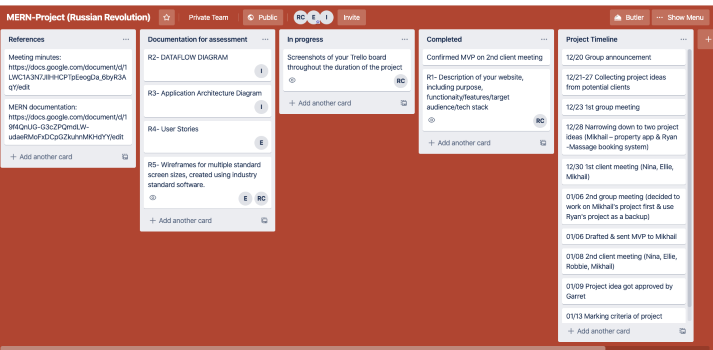 MERN-Project (Russian Revolution)
Private Team
Public
RC E I
Invite
Butler
Show Menu
References
Meeting minutes:
https://docs.google.com/document/d/1
LWC1A3N7JIHHCPTpEeogDa_6byR3A
qY/edit
MERN documentation:
https://docs.google.com/document/d/1
9f4QnUG-G3cZPQmdLW-
udaeRMoFxDCpGZkuhnMKHdYY/edit
+ Add another card
Documentation for assessment
R2- DATAFLOW DIAGRAM
I
R3- Application Architecture Diagram
I
R4- User Stories
E
R5- Wireframes for multiple standard
screen sizes, created using industry
standard software.
E RC
+ Add another card
In progress
Screenshots of your Trello board
throughout the duration of the project
RC
+ Add another card
Completed
Confirmed MVP on 2nd client meeting
R1- Description of your website,
including purpose,
functionaity/features/target
audience/tech stack
RC
+ Add another card
Project Timeline
12/20 Group announcement
12/21-27 Collecting project ideas
from potential clients
12/23 1st group meeting
12/28 Narrowing down to two project
ideas (Mikhail – property app & Ryan
-Massage booking system)
12/30 1st client meeting (Nina, Ellie,
Mikhail)
01/06 2nd group meeting (decided to
work on Mikhail's project first & use
Ryan's project as a backup)
01/06 Drafted & sent MVP to Mikhail
01/08 2nd client meeting (Nina, Ellie,
Robbie, Mikhail)
01/09 Project idea got approved by
Garret
01/13 Marking criteria of project
+ Add another card